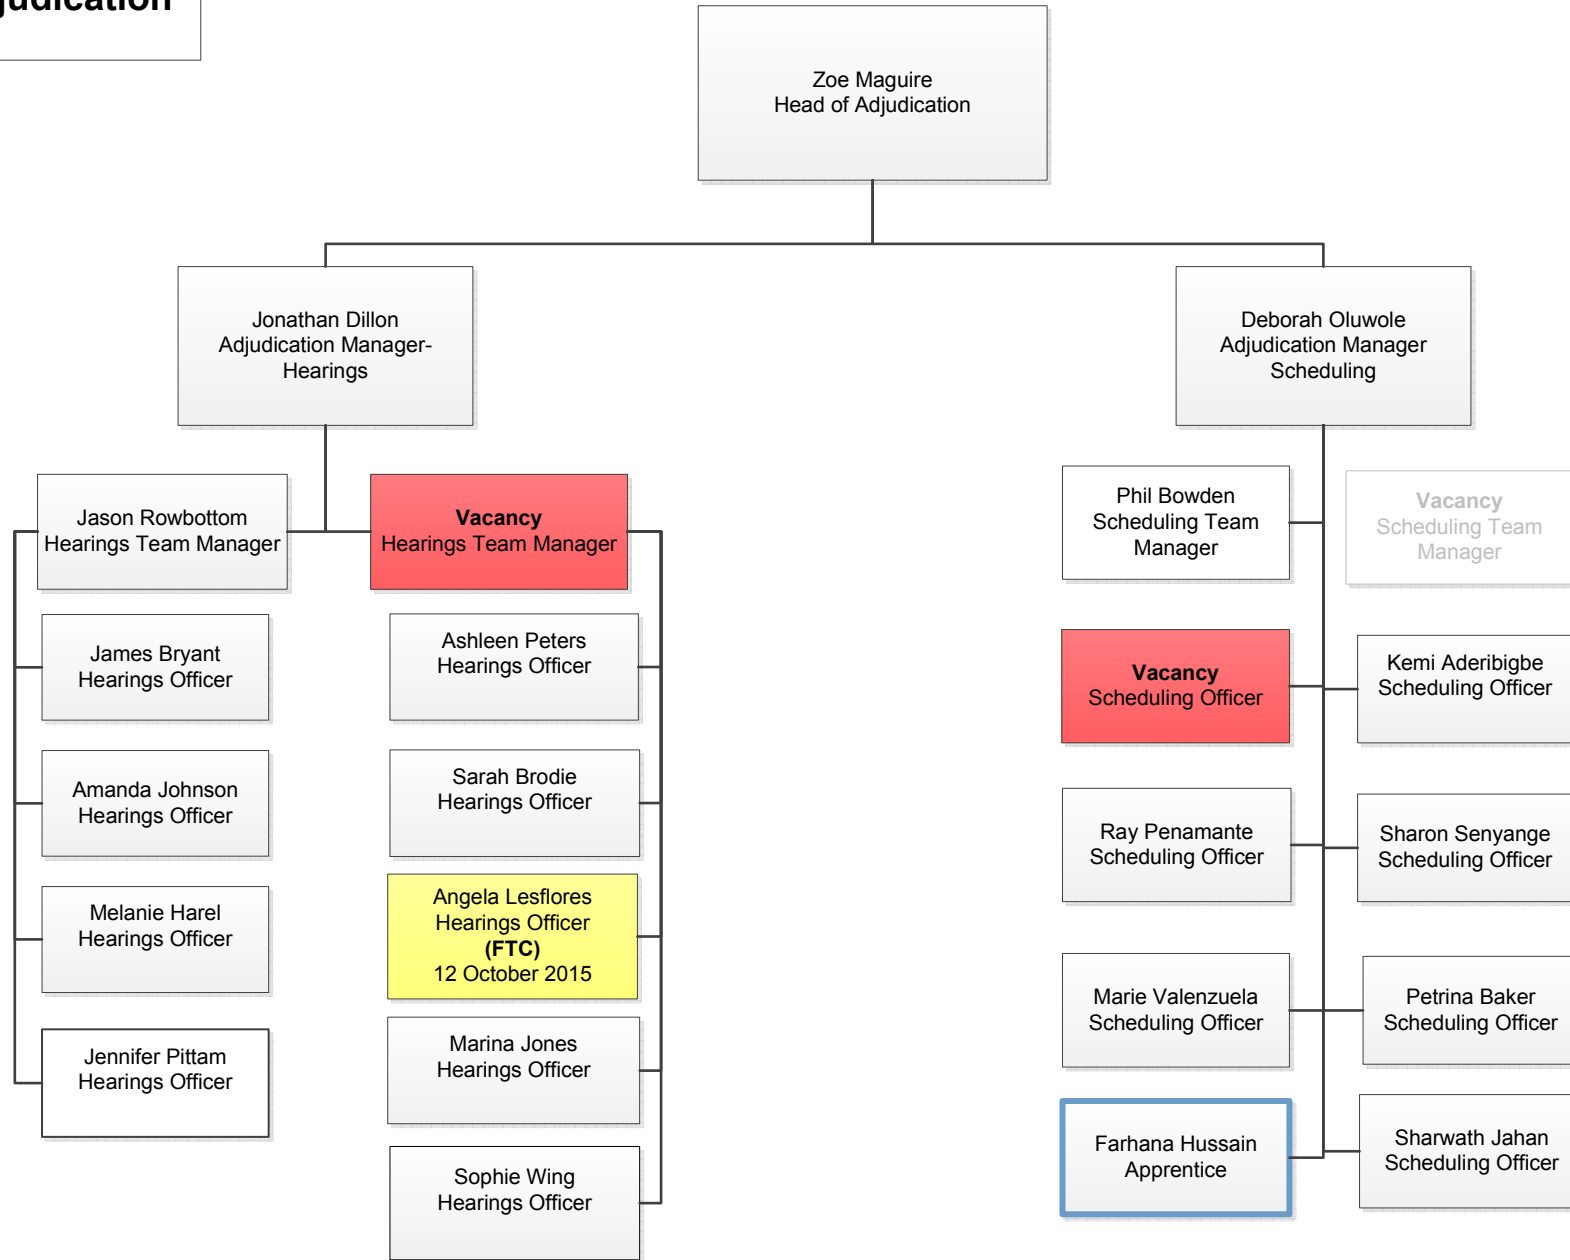 Zoe Maguire
Head of Adjudication
Jonathan Dillon
Adjudication Manager-
Hearings
Deborah Oluwole
Adjudication Manager
Scheduling
Jason Rowbottom
Hearings Team Manager
Vacancy
Hearings Team Manager
James Bryant
Hearings Officer
Amanda Johnson
Hearings Officer
Melanie Harel
Hearings Officer
Jennifer Pittam
Hearings Officer
Ashleen Peters
Hearings Officer
Sarah Brodie
Hearings Officer
Angela Lesflores
Hearings Officer
(FTC)
12 October 2015
Marina Jones
Hearings Officer
Sophie Wing
Hearings Officer
Phil Bowden
Scheduling Team
Manager
Vacancy
Scheduling Team
Manager
Vacancy
Scheduling Officer
Kemi Aderibigbe
Scheduling Officer
Ray Penamante
Scheduling Officer
Sharon Senyange
Scheduling Officer
Marie Valenzuela
Scheduling Officer
Petrina Baker
Scheduling Officer
Farhana Hussain
Apprentice
Sharwath Jahan
Scheduling Officer